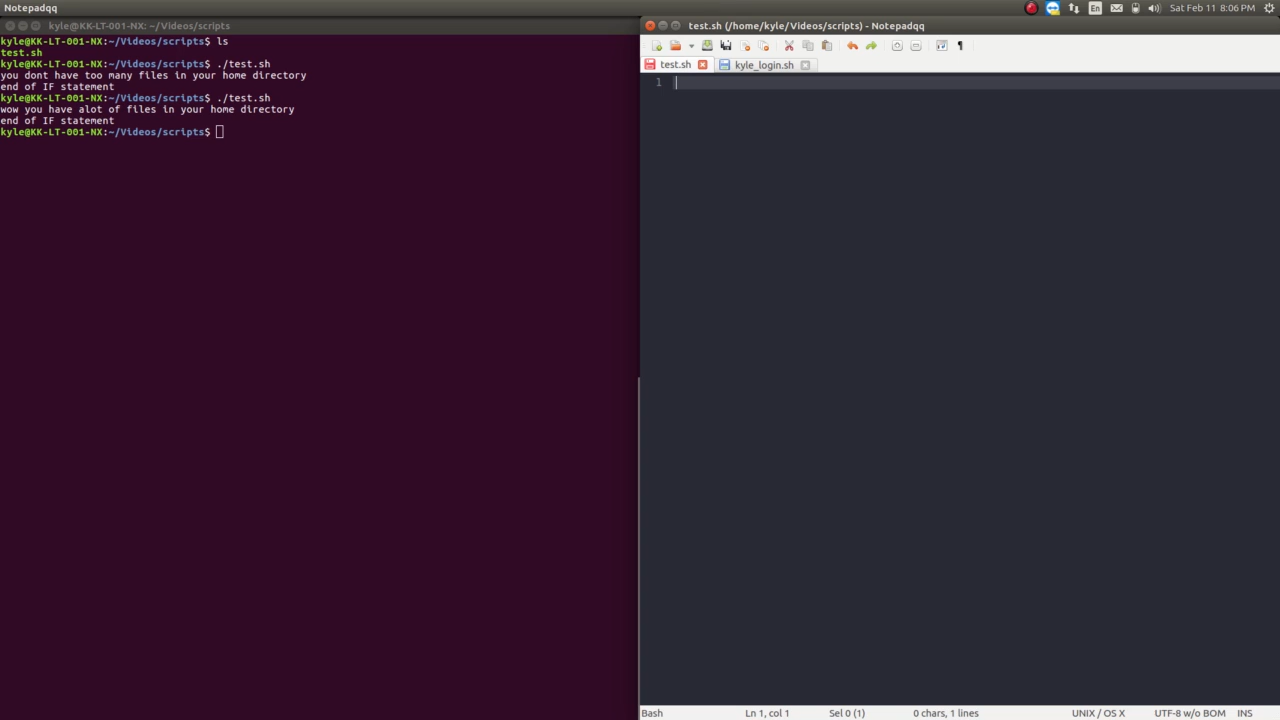 Notepadqq
En
Sat Feb 11 8:06 PM
kyle@KK-LT-001-NX: ~/Videos/scripts
kyle@KK-LT-001-NX:~/Videos/scripts$ ls
test.sh
kyle@KK-LT-001-NX:~/Videos/scripts$ ./test.sh
you dont have too many files in your home directory
end of IF statement
kyle@KK-LT-001-NX:~/Videos/scripts$ ./test.sh
wow you have alot of files in your home directory
end of IF statement
kyle@KK-LT-001-NX:~/Videos/scripts$
test.sh (/home/kyle/Videos/scripts) - Notepadqq
test.sh
kyle_login.sh
1
Bash
Ln 1, col 1
Sel 0 (1)
0 chars, 1 lines
UNIX / OS X
UTF-8 w/o BOM
INS